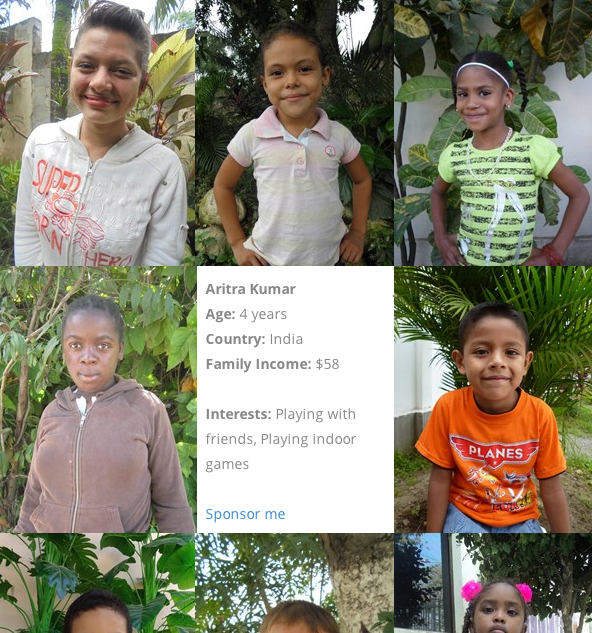 SUPER
BORN
HERO
Aritra Kumar
Age: 4 years
Country: India
Family Income: $58
Interests: Playing with
friends, Playing indoor
games
Sponsor me
PLANES